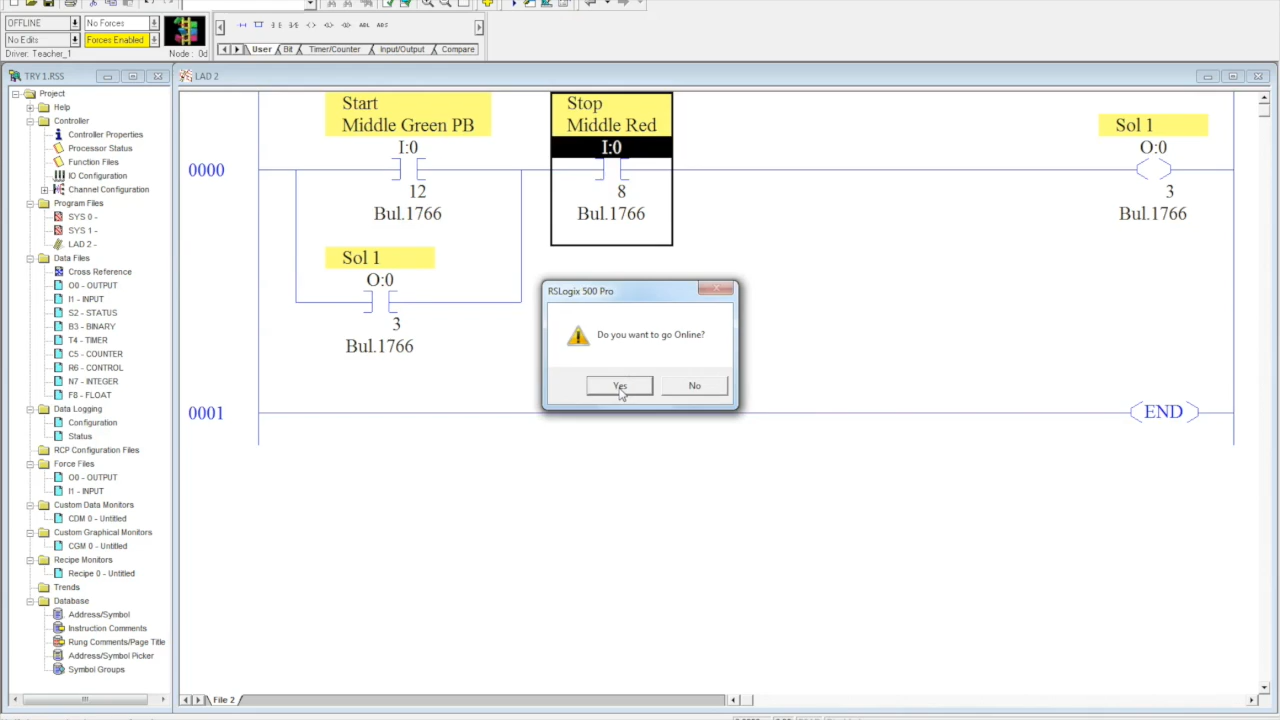 OFFLINE
No Forces
No Edits
Forces Enabled
Driver: Teacher_1
Node : 0d
ABL
ABS
User
Bit
Timer/Counter
Input/Output
Compare
TRY 1.RSS
Project
Help
Controller
Controller Properties
Processor Status
Function Files
IO Configuration
Channel Configuration
Program Files
SYS 0 -
SYS 1 -
LAD 2 -
Data Files
Cross Reference
O0 - OUTPUT
I1 - INPUT
S2 - STATUS
B3 - BINARY
T4 - TIMER
C5 - COUNTER
R6 - CONTROL
N7 - INTEGER
F8 - FLOAT
Data Logging
Configuration
Status
RCP Configuration Files
Force Files
O0 - OUTPUT
I1 - INPUT
Custom Data Monitors
CDM 0 - Untitled
Custom Graphical Monitors
CGM 0 - Untitled
Recipe Monitors
Recipe 0 - Untitled
Trends
Database
Address/Symbol
Instruction Comments
Rung Comments/Page Title
Address/Symbol Picker
Symbol Groups
LAD 2
0000
Start
Middle Green PB
I:0
12
Bul.1766
Stop
Middle Red
I:0
8
Bul.1766
Sol 1
O:0
3
Bul.1766
Sol 1
O:0
3
Bul.1766
RSLogix 500 Pro
Do you want to go Online?
Yes
No
0001
END
File 2